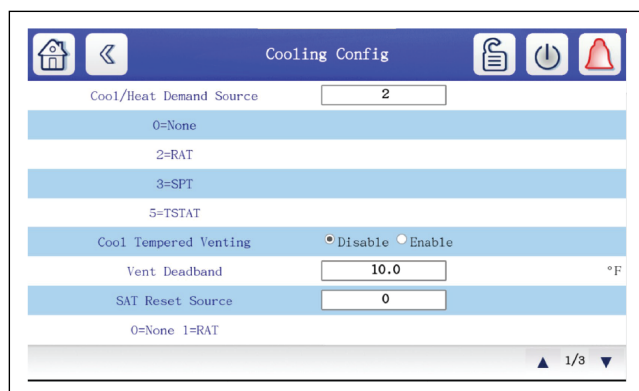 Cooling Config
Cool/Heat Demand Source 2
0=None
2=RAT
3=SPT
5=TSTAT
Cool Tempered Venting Disable Enable
Vent Deadband 10.0 °F
SAT Reset Source 0
0=None 1=RAT
1/3